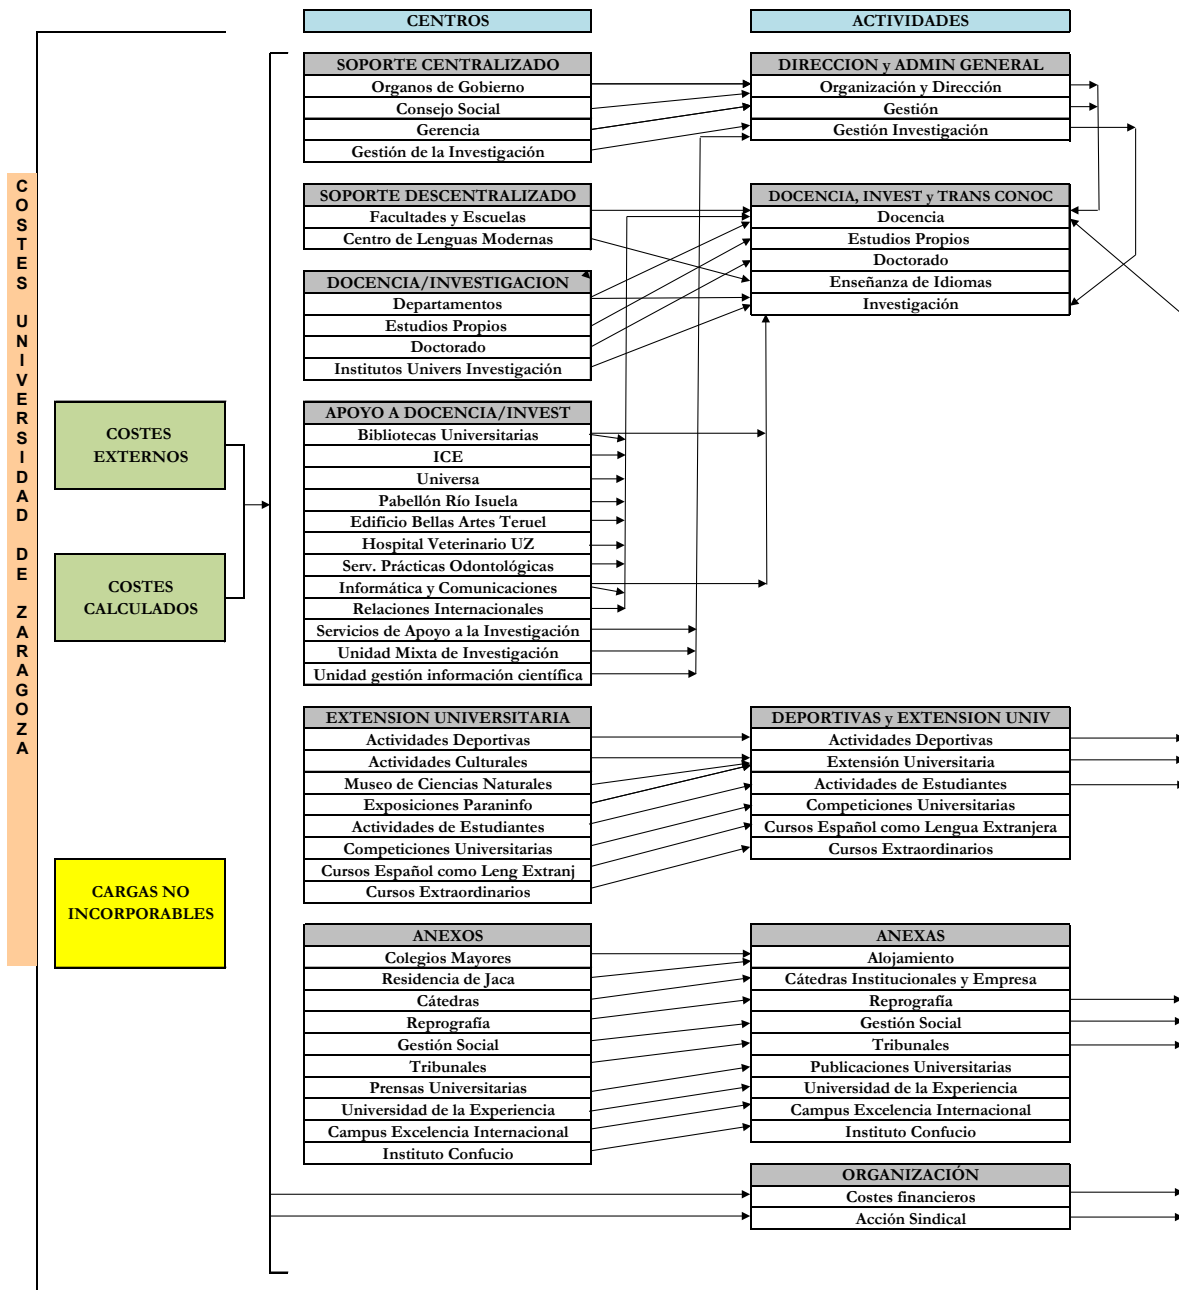 COSTES UNIVERSIDAD DE ZARAGOZA
COSTES
EXTERNOS
COSTES
CALCULADOS
CARGAS NO
INCORPORABLES
CENTROS
SOPORTE CENTRALIZADO
Organos de Gobierno
Consejo Social
Gerencia
Gestión de la Investigación
SOPORTE DESCENTRALIZADO
Facultades y Escuelas
Centro de Lenguas Modernas
DOCENCIA/INVESTIGACION
Departamentos
Estudios Propios
Doctorado
Institutos Univers Investigación
APOYO A DOCENCIA/INVEST
Bibliotecas Universitarias
ICE
Universa
Pabellón Río Isuela
Edificio Bellas Artes Teruel
Hospital Veterinario UZ
Serv. Prácticas Odontológicas
Informática y Comunicaciones
Relaciones Internacionales
Servicios de Apoyo a la Investigación
Unidad Mixta de Investigación
Unidad gestión información científica
EXTENSION UNIVERSITARIA
Actividades Deportivas
Actividades Culturales
Museo de Ciencias Naturales
Exposiciones Paraninfo
Actividades de Estudiantes
Competiciones Universitarias
Cursos Español como Leng Extranj
Cursos Extraordinarios
ANEXOS
Colegios Mayores
Residencia de Jaca
Cátedras
Reprografía
Gestión Social
Tribunales
Prensas Universitarias
Universidad de la Experiencia
Campus Excelencia Internacional
Instituto Confucio
ACTIVIDADES
DIRECCION y ADMIN GENERAL
Organización y Dirección
Gestión
Gestión Investigación
DOCENCIA, INVEST y TRANS CONOC
Docencia
Estudios Propios
Doctorado
Enseñanza de Idiomas
Investigación
DEPORTIVAS y EXTENSION UNIV
Actividades Deportivas
Extensión Universitaria
Actividades de Estudiantes
Competiciones Universitarias
Cursos Español como Lengua Extranjera
Cursos Extraordinarios
ANEXAS
Alojamiento
Cátedras Institucionales y Empresa
Reprografía
Gestión Social
Tribunales
Publicaciones Universitarias
Universidad de la Experiencia
Campus Excelencia Internacional
Instituto Confucio
ORGANIZACIÓN
Costes financieros
Acción Sindical